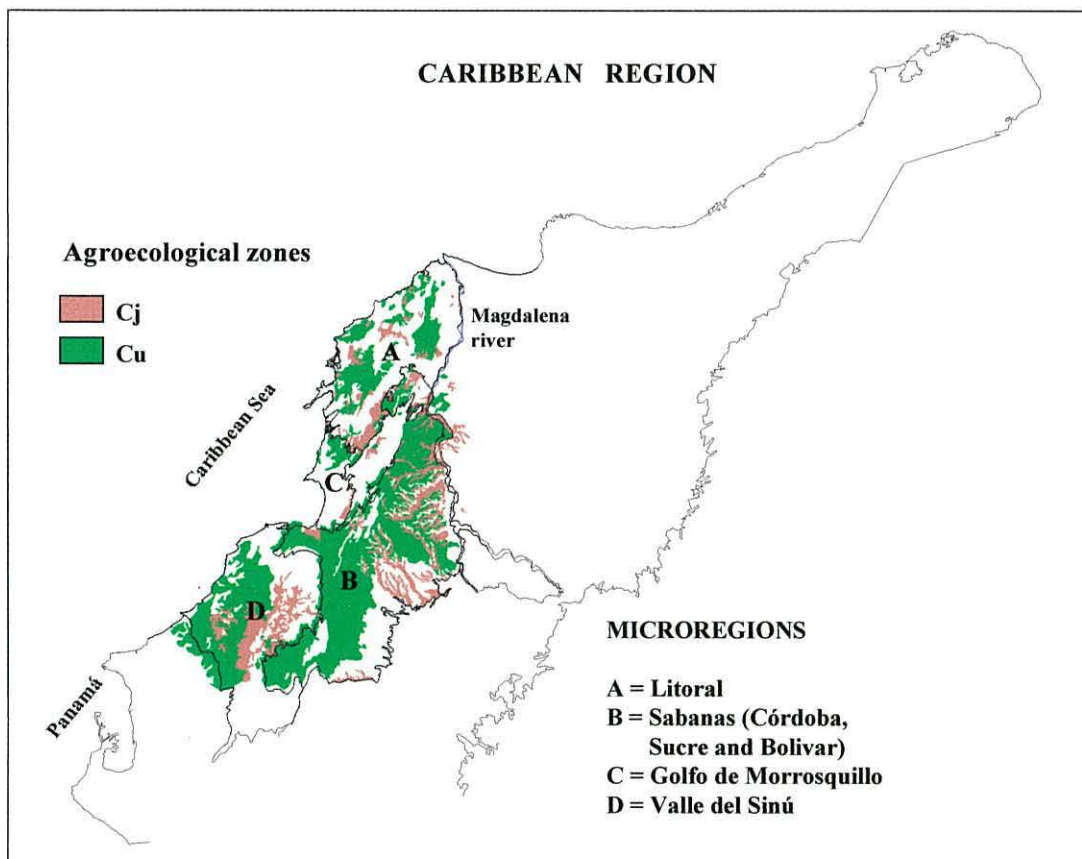 CARIBBEAN REGION
Agroecological zones
Cj
Cu
Magdalena
river
A
Caribbean Sea
C
B
D
Panamá
MICROREGIONS
A = Litoral
B = Sabanas (Córdoba,
Sucre and Bolivar)
C = Golfo de Morrosquillo
D = Valle del Sinú